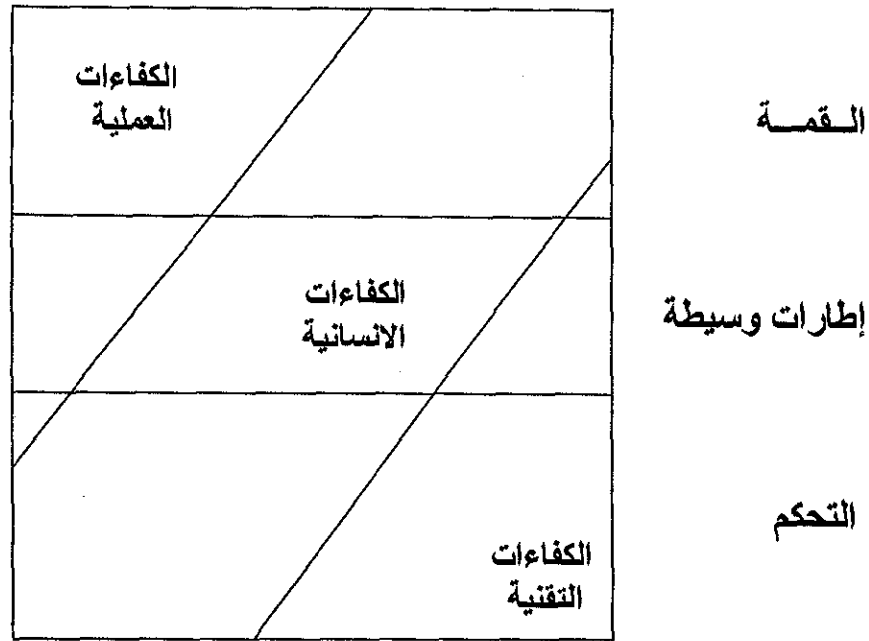 الكفاءات
العملية
القمة
الكفاءات
الانسانية
إطارات وسيطة
التحكم
الكفاءات
التقنية